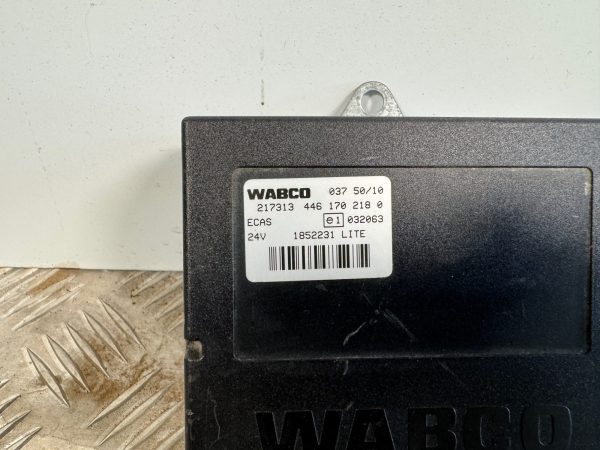 WABCO 037 50/10
217313 446 170 218 0
ECAS e1 032063
24V 1852231 LITE
WABCO